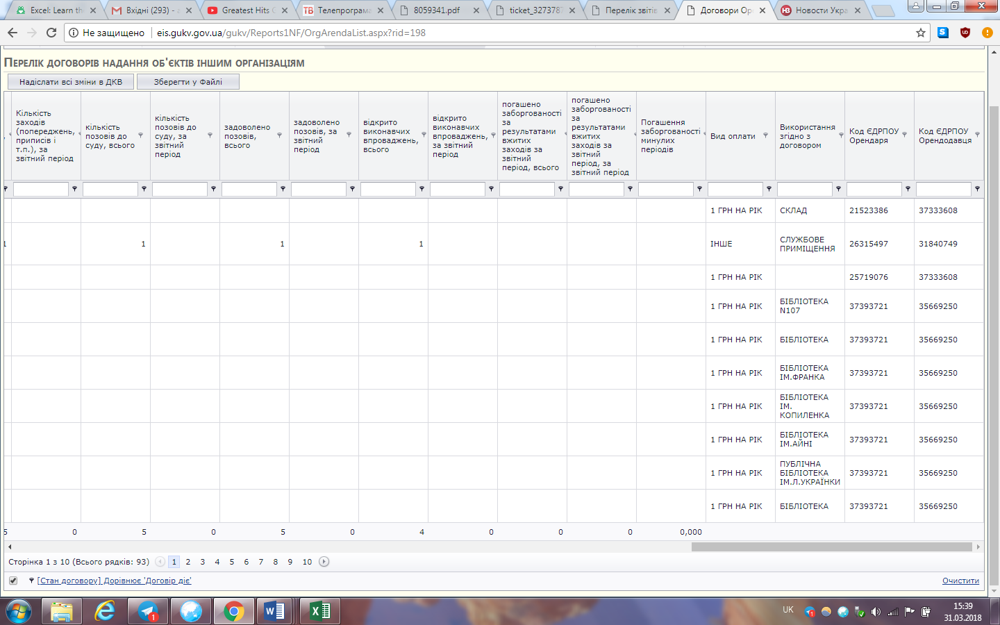 Excel: Learn th
Вхідні (293) -
Greatest Hits
Телепрограма
8059341.pdf
ticket_327378
Перелік звітів
Договори Оре
Новости Укра
Не защищено | eis.gukv.gov.ua/gukv/Reports1NF/OrgArendaList.aspx?rid=198
Перелік договорів надання об'єктів іншим організаціям
Надіслати всі зміни в ДКВ
Зберегти у Файлі
Кількість заходів (попереджень, приписів і т.п.), за звітний період
кількість позовів до суду, всього
кількість позовів до суду, за звітний період
задоволено позовів, всього
задоволено позовів, за звітний період
відкрито виконавчих впроваджень, всього
відкрито виконавчих впроваджень, за звітний період
погашено заборгованості за результатами вжитих заходів за звітний період, всього
погашено заборгованості за результатами вжитих заходів за звітний період, за звітний період
Погашення заборгованості минулих періодів
Вид оплати
Використання згідно з договором
Код ЄДРПОУ Орендаря
Код ЄДРПОУ Орендодавця
1 ГРН НА РІК СКЛАД 21523386 37333608
1 1 1 1 ІНШЕ СЛУЖБОВЕ ПРИМІЩЕННЯ 26315497 31840749
1 ГРН НА РІК 25719076 37333608
1 ГРН НА РІК БІБЛІОТЕКА N107 37393721 35669250
1 ГРН НА РІК БІБЛІОТЕКА 37393721 35669250
1 ГРН НА РІК БІБЛІОТЕКА ІМ.ФРАНКА 37393721 35669250
1 ГРН НА РІК БІБЛІОТЕКА ІМ. КОПИЛЕНКА 37393721 35669250
1 ГРН НА РІК БІБЛІОТЕКА ІМ.АЙНІ 37393721 35669250
1 ГРН НА РІК ПУБЛІЧНА БІБЛІОТЕКА ІМ.Л.УКРАЇНКИ 37393721 35669250
1 ГРН НА РІК БІБЛІОТЕКА 37393721 35669250
5 0 5 0 5 0 4 0 0 0 0,000
Сторінка 1 з 10 (Всього рядків: 93) 1 2 3 4 5 6 7 8 9 10
[Стан договору] Дорівнює 'Договір діє'
Очистити
1
UK
1
15:39
31.03.2018